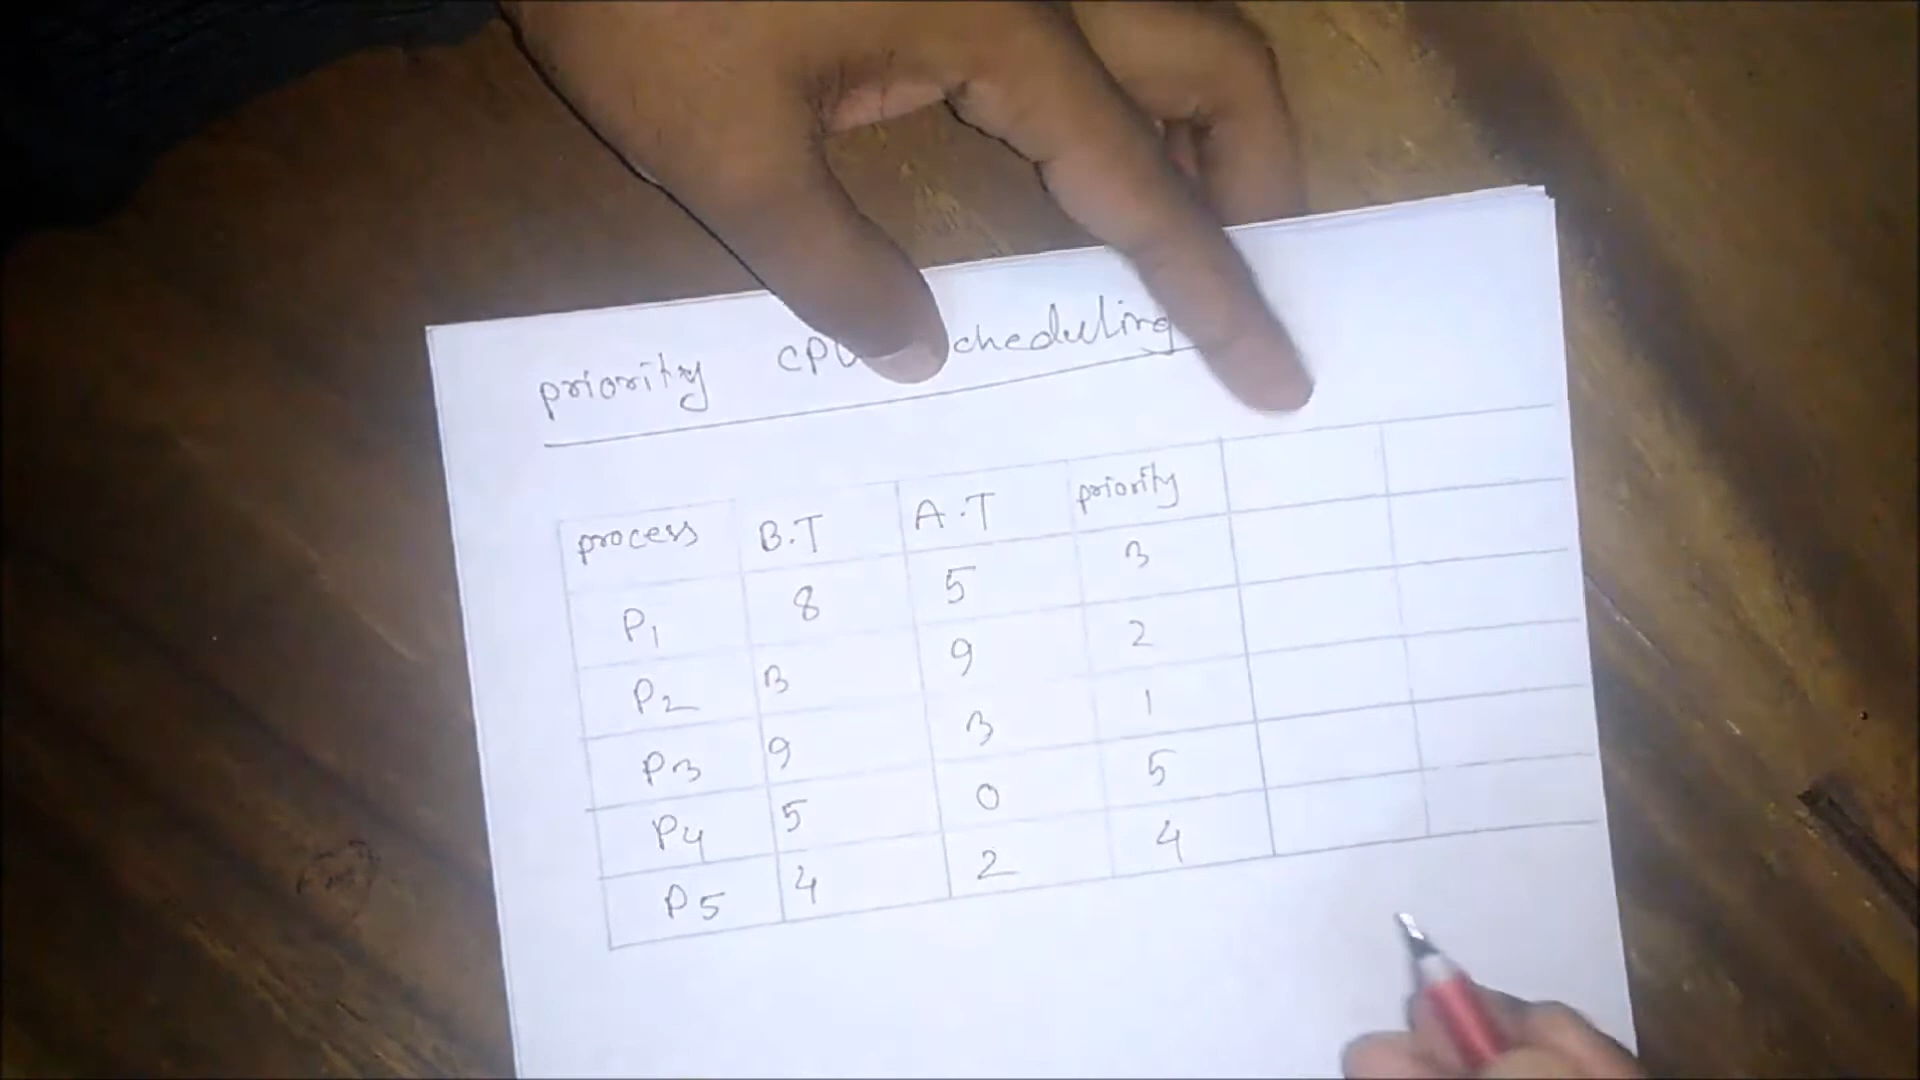 priority CPU cheduling
process B.T A.T priority
P1 8 5 3
P2 3 9 2
P3 9 3 1
P4 5 0 5
P5 4 2 4